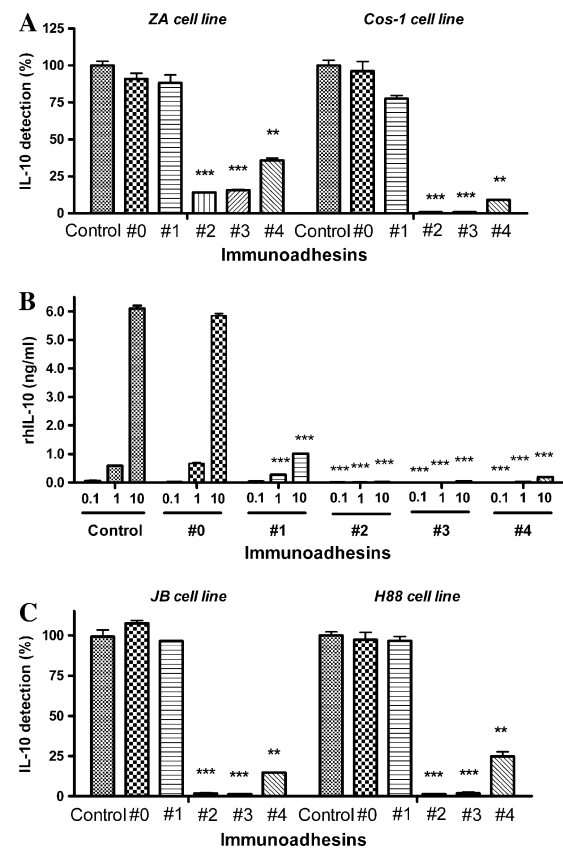 A
ZA cell line
Cos-1 cell line
IL-10 detection (%)
125
100
75
50
25
0
***
***
**
***
***
**
Control #0 #1 #2 #3 #4 Control #0 #1 #2 #3 #4
Immunoadhesins
B
rhIL-10 (ng/ml)
6.0
5.0
4.0
3.0
2.0
1.0
0.0
***
***
***
***
***
***
***
***
***
***
***
0.1 1 10 0.1 1 10 0.1 1 10 0.1 1 10 0.1 1 10 0.1 1 10
Control #0 #1 #2 #3 #4
Immunoadhesins
C
JB cell line
H88 cell line
IL-10 detection (%)
100
75
50
25
0
***
***
**
***
***
**
Control #0 #1 #2 #3 #4 Control #0 #1 #2 #3 #4
Immunoadhesins